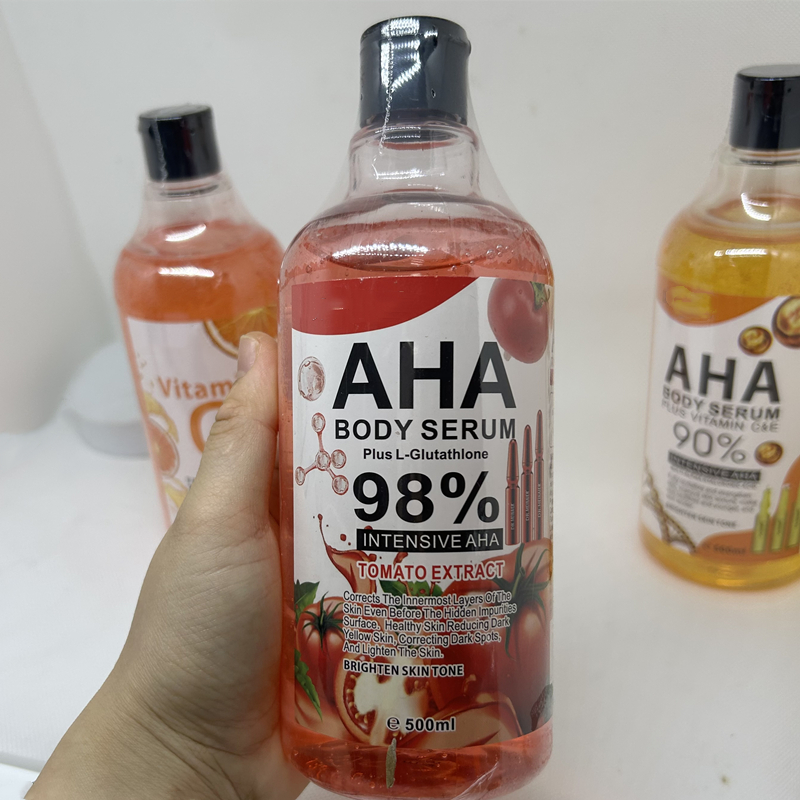 AHA
BODY SERUM
Plus L-Glutathlone
98%
INTENSIVE AHA
TOMATO EXTRACT
Corrects The Innermost Layers Of The
Skin Even Before The Hidden Impurities
Surface, Healthy Skin Reducing Dark
Yellow Skin, Correcting Dark Spots,
And Lighten The Skin.
BRIGHTEN SKIN TONE
℮ 500ml
Vitam
AHA
BODY SERUM
PLUS VITAMIN C&E
90%
INTENSIVE AHA